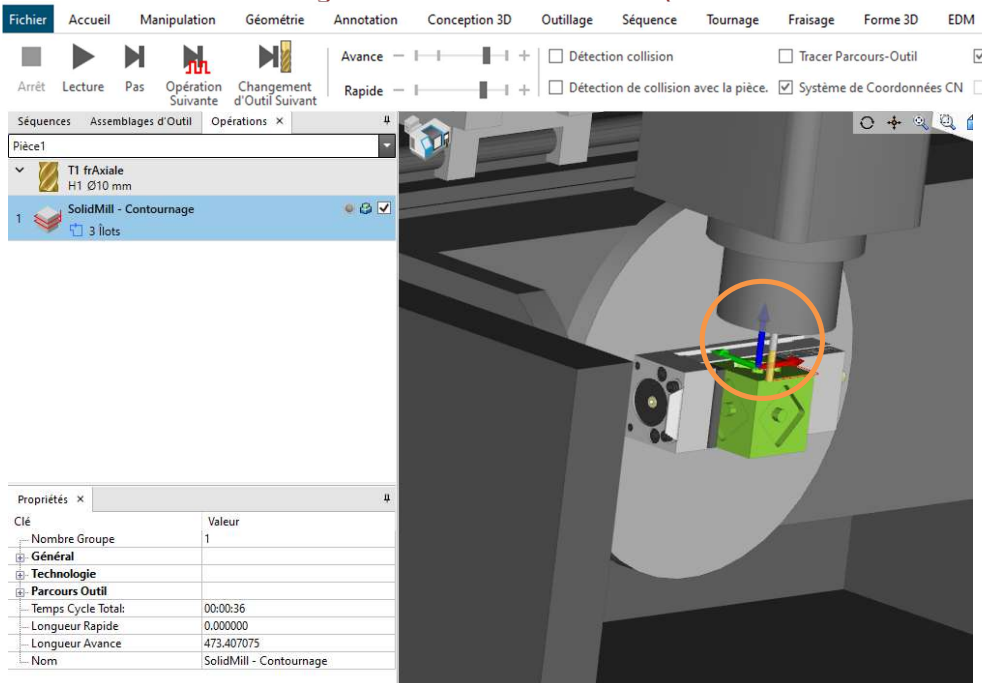 Fichier Accueil Manipulation Géométrie Annotation Conception 3D Outillage Séquence Tournage Fraisage Forme 3D EDM
Avance Détection collision Tracer Parcours-Outil
Arrêt Lecture Pas Opération Suivante Changement d'Outil Suivant
Rapide Détection de collision avec la pièce. Système de Coordonnées CN
Séquences Assemblages d'Outil Opérations ×
Pièce1
T1 frAxiale
H1 Ø10 mm
1 SolidMill - Contournage
3 Îlots
Propriétés ×
Clé Valeur
Nombre Groupe 1
Général
Technologie
Parcours Outil
Temps Cycle Total: 00:00:36
Longueur Rapide 0.000000
Longueur Avance 473.407075
Nom SolidMill - Contournage